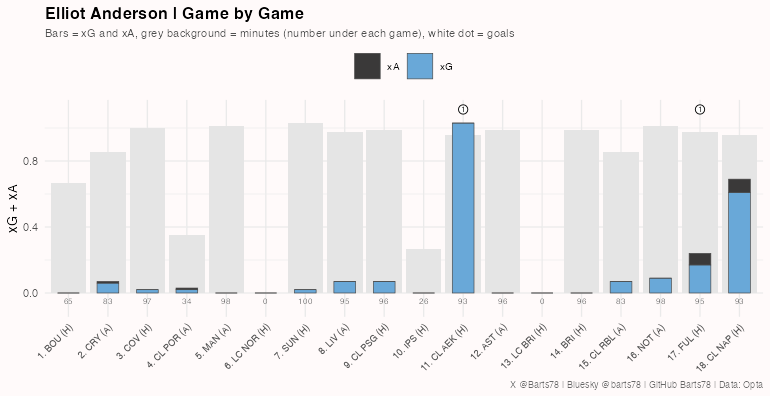 Elliot Anderson | Game by Game
Bars = xG and xA, grey background = minutes (number under each game), white dot = goals
xA xG
1 1
xG + xA
0.8
0.4
0.0
65 83 97 34 98 0 100 95 96 26 93 96 0 96 83 98 95 93
1. BOU (H)
2. CRY (A)
3. COV (H)
4. CL POR (A)
5. MAN (A)
6. LC NOR (H)
7. SUN (H)
8. LIV (A)
9. CL PSG (H)
10. IPS (H)
11. CL AEK (H)
12. AST (A)
13. LC BRI (H)
14. BRI (H)
15. CL RBL (A)
16. NOT (A)
17. FUL (H)
18. CL NAP (H)
X @Barts78 | Bluesky @barts78 | GitHub Barts78 | Data: Opta